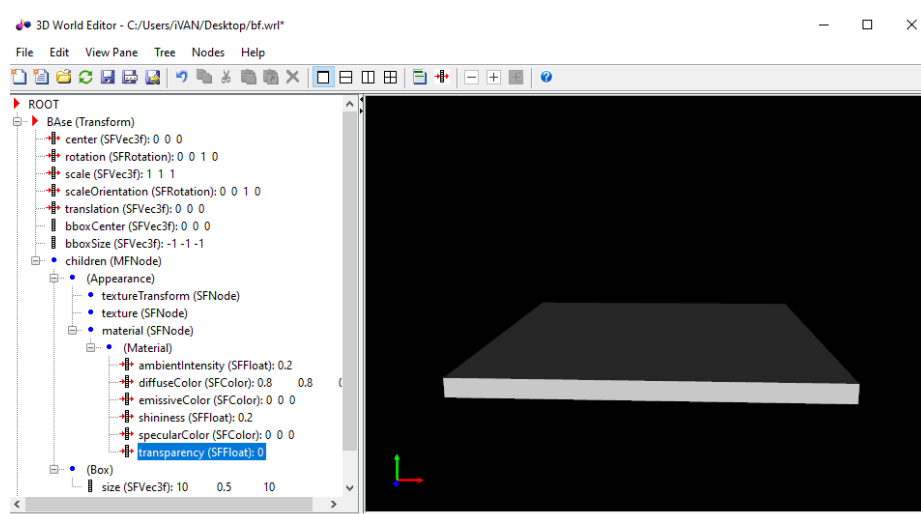 3D World Editor - C:/Users/iVAN/Desktop/bf.wrl*
File Edit View Pane Tree Nodes Help
ROOT
BAse (Transform)
center (SFVec3f): 0 0 0
rotation (SFRotation): 0 0 1 0
scale (SFVec3f): 1 1 1
scaleOrientation (SFRotation): 0 0 1 0
translation (SFVec3f): 0 0 0
bboxCenter (SFVec3f): 0 0 0
bboxSize (SFVec3f): -1 -1 -1
children (MFNode)
(Appearance)
textureTransform (SFNode)
texture (SFNode)
material (SFNode)
(Material)
ambientIntensity (SFFloat): 0.2
diffuseColor (SFColor): 0.8 0.8
emissiveColor (SFColor): 0 0 0
shininess (SFFloat): 0.2
specularColor (SFColor): 0 0 0
transparency (SFFloat): 0
(Box)
size (SFVec3f): 10 0.5 10